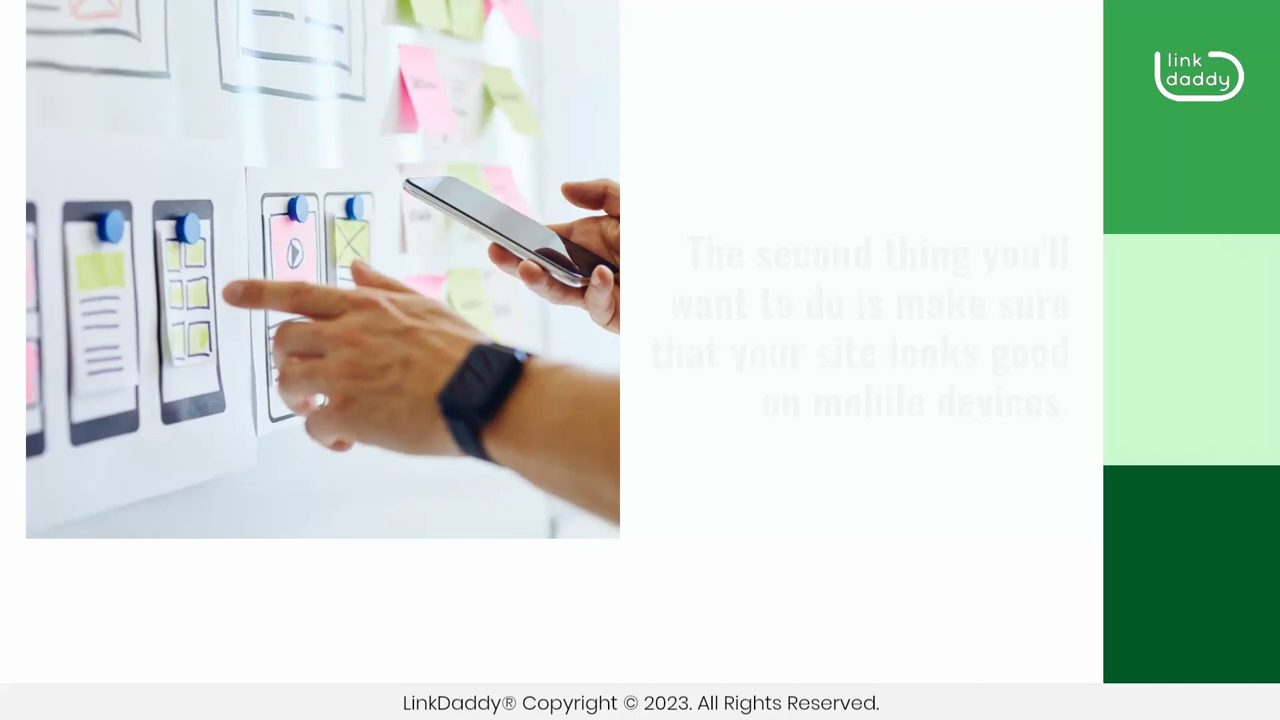 link
daddy
The second thing you'll
want to do is make sure
that your site looks good
on mobile devices.
LinkDaddy® Copyright © 2023. All Rights Reserved.